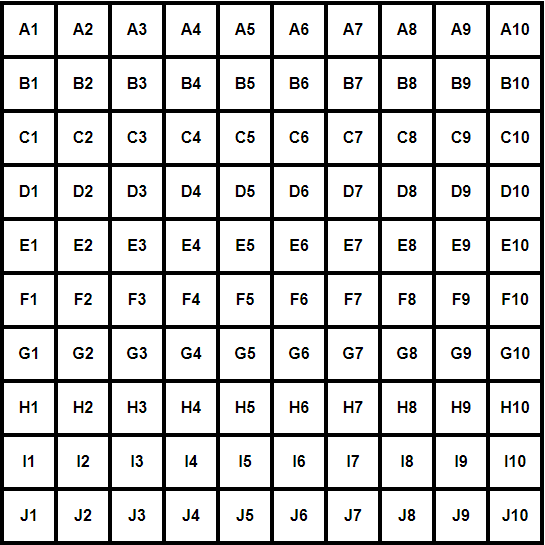 A1 A2 A3 A4 A5 A6 A7 A8 A9 A10
B1 B2 B3 B4 B5 B6 B7 B8 B9 B10
C1 C2 C3 C4 C5 C6 C7 C8 C9 C10
D1 D2 D3 D4 D5 D6 D7 D8 D9 D10
E1 E2 E3 E4 E5 E6 E7 E8 E9 E10
F1 F2 F3 F4 F5 F6 F7 F8 F9 F10
G1 G2 G3 G4 G5 G6 G7 G8 G9 G10
H1 H2 H3 H4 H5 H6 H7 H8 H9 H10
I1 I2 I3 I4 I5 I6 I7 I8 I9 I10
J1 J2 J3 J4 J5 J6 J7 J8 J9 J10